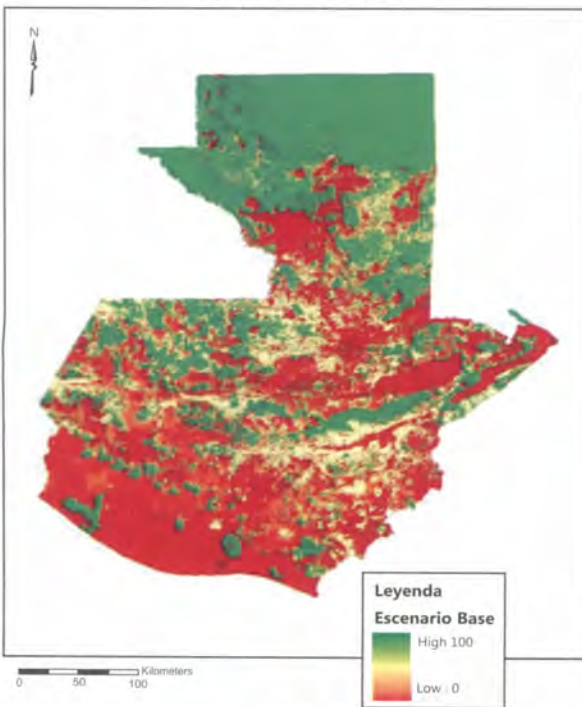 N
Leyenda
Escenario Base
High 100
Low : 0
Kilometers
0 50 100